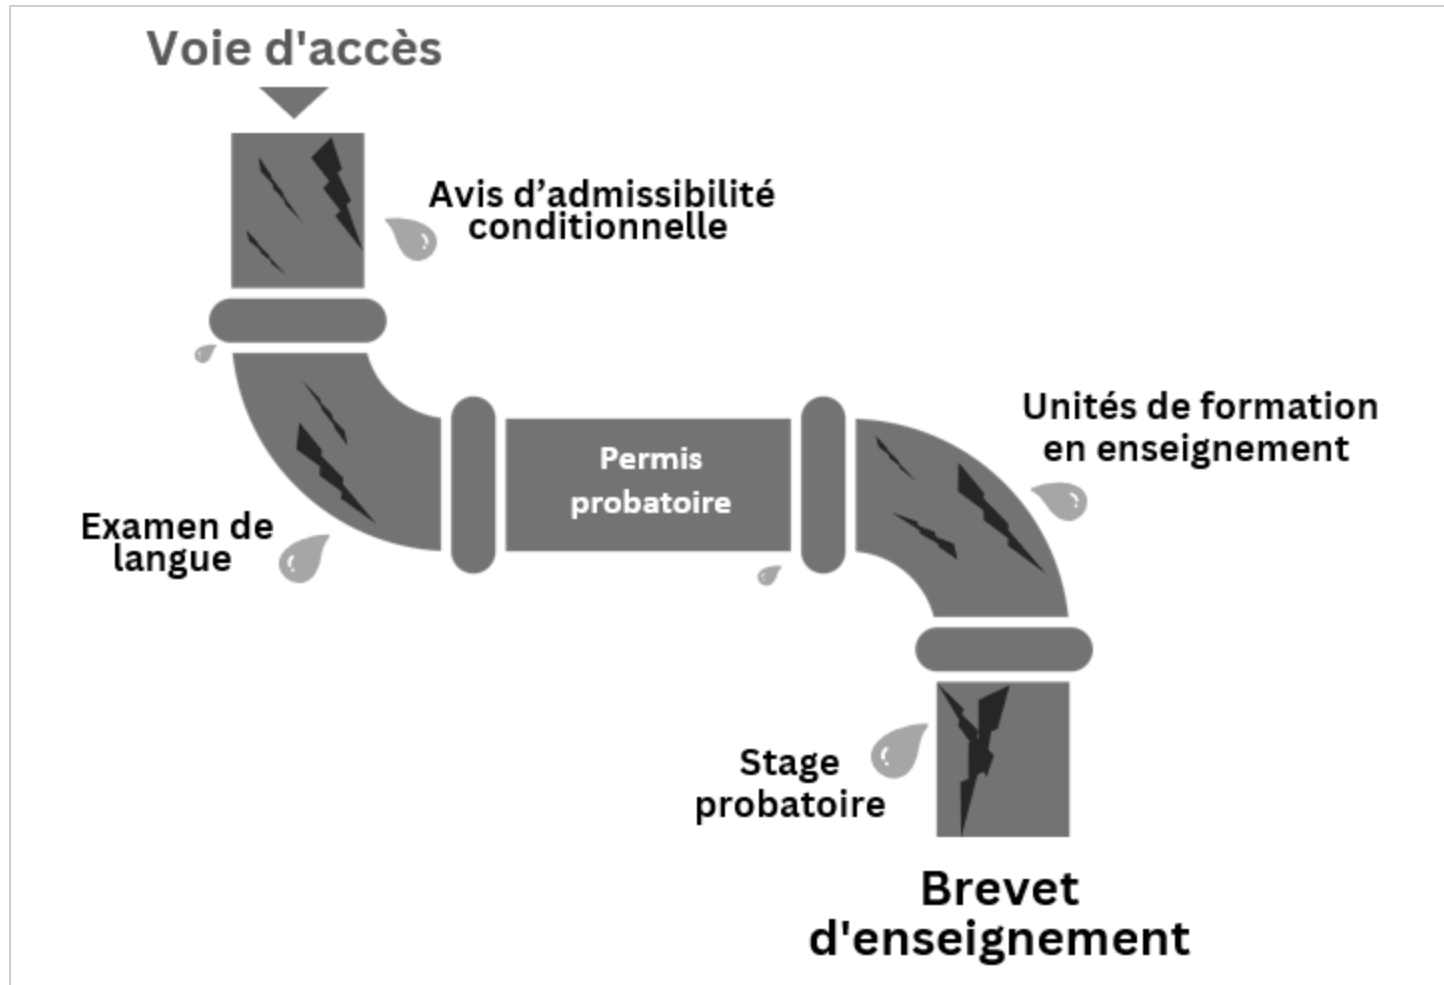 Voie d'accès
Avis d’admissibilité
conditionnelle
Examen de
langue
Permis
probatoire
Unités de formation
en enseignement
Stage
probatoire
Brevet
d'enseignement